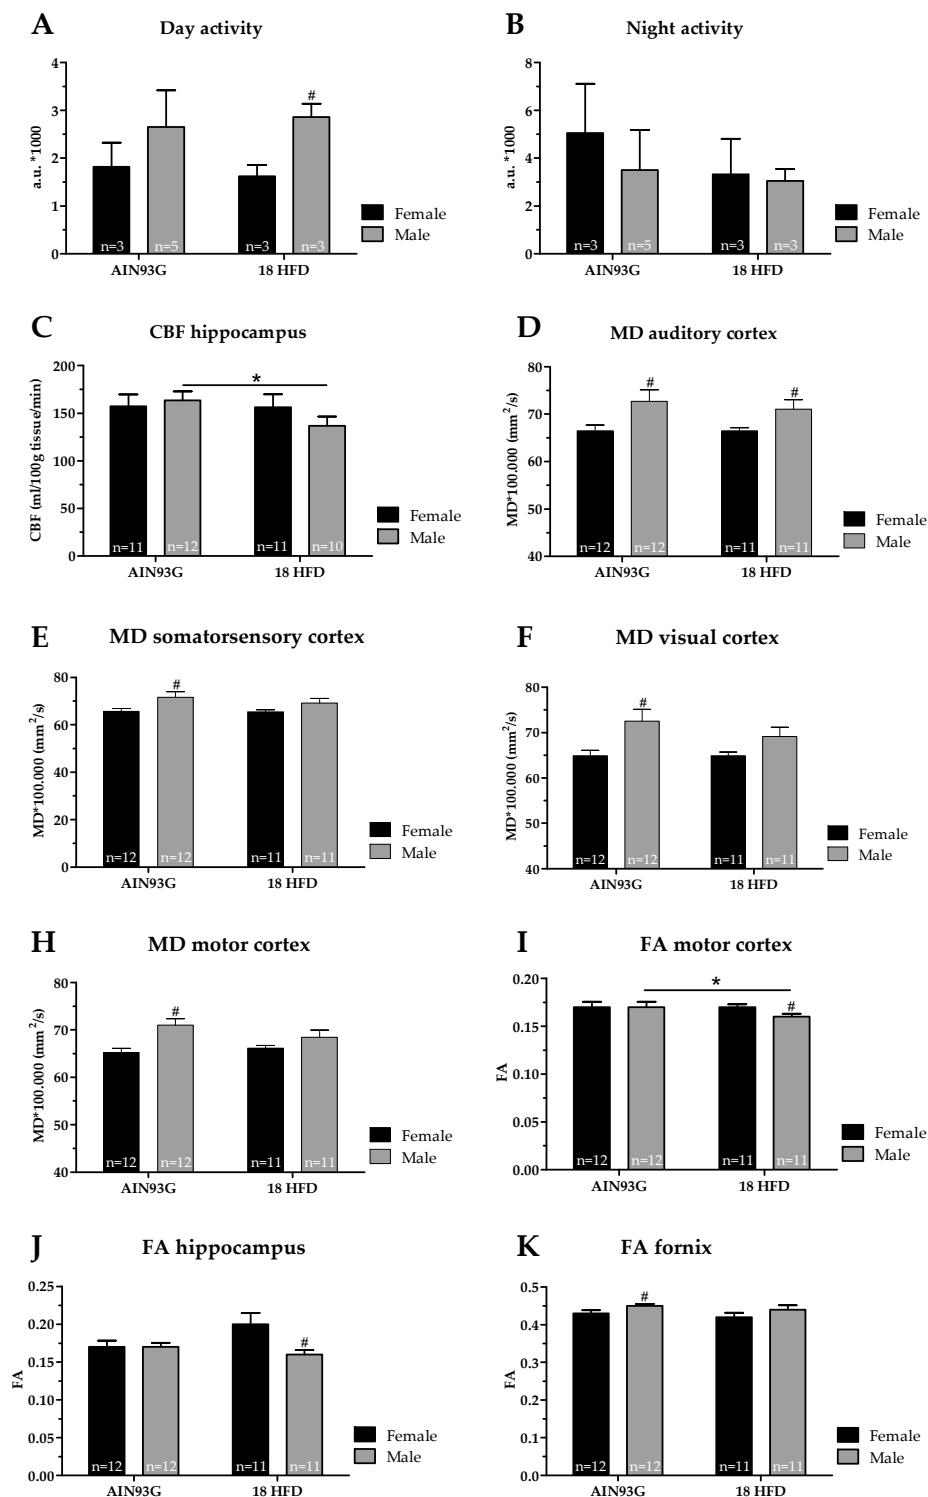 A
Day activity
a.u. *1000
4
3
2
1
0
#
n=3
n=5
n=3
n=3
AIN93G
18 HFD
Female
Male
B
Night activity
a.u. *1000
8
6
4
2
0
n=3
n=5
n=3
n=3
AIN93G
18 HFD
Female
Male
C
CBF hippocampus
CBF (ml/100g tissue/min)
200
150
100
50
0
*
n=11
n=12
n=11
n=10
AIN93G
18 HFD
Female
Male
D
MD auditory cortex
MD*100.000 (mm²/s)
80
70
60
50
40
#
#
n=12
n=12
n=11
n=11
AIN93G
18 HFD
Female
Male
E
MD somatorsensory cortex
MD*100.000 (mm²/s)
80
60
40
20
0
#
n=12
n=12
n=11
n=11
AIN93G
18 HFD
Female
Male
F
MD visual cortex
MD*100.000 (mm²/s)
80
70
60
50
40
#
n=12
n=12
n=11
n=11
AIN93G
18 HFD
Female
Male
H
MD motor cortex
MD*100.000 (mm²/s)
80
70
60
50
40
#
n=12
n=12
n=11
n=11
AIN93G
18 HFD
Female
Male
I
FA motor cortex
FA
0.20
0.15
0.10
0.05
0.00
*
#
n=12
n=12
n=11
n=11
AIN93G
18 HFD
Female
Male
J
FA hippocampus
FA
0.25
0.20
0.15
0.10
0.05
0.00
#
n=12
n=12
n=11
n=11
AIN93G
18 HFD
Female
Male
K
FA fornix
FA
0.5
0.4
0.3
0.2
0.1
0.0
#
n=12
n=12
n=11
n=11
AIN93G
18 HFD
Female
Male